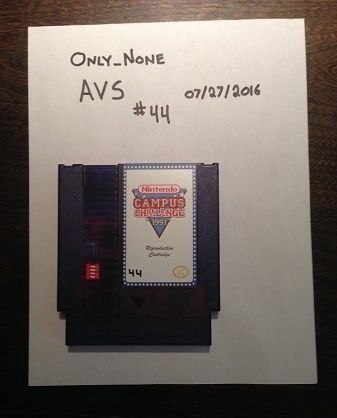 ONLY_NONE
AVS 07/27/2016
#44
Nintendo
CAMPUS
CHALLENGE
1991
Reproduction
Cartridge
44